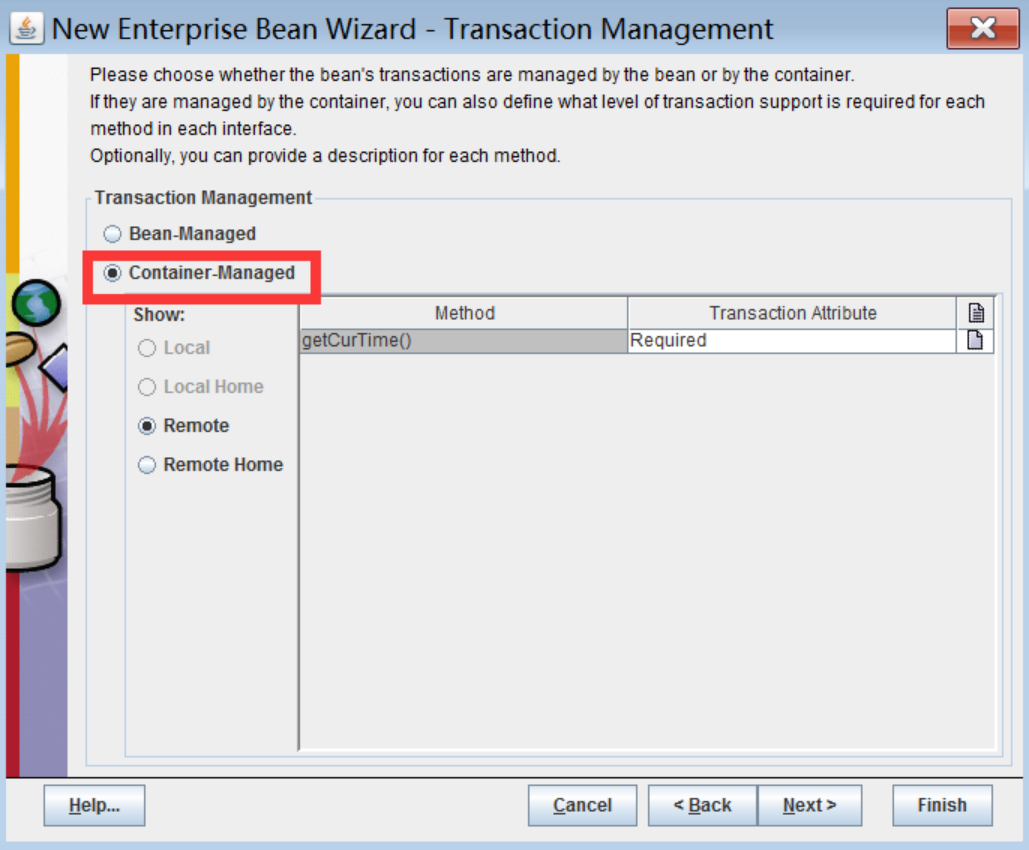 New Enterprise Bean Wizard - Transaction Management
Please choose whether the bean's transactions are managed by the bean or by the container.
If they are managed by the container, you can also define what level of transaction support is required for each
method in each interface.
Optionally, you can provide a description for each method.
Transaction Management
Bean-Managed
Container-Managed
Show:
Method Transaction Attribute
getCurTime() Required
Local
Local Home
Remote
Remote Home
Help... Cancel < Back Next > Finish